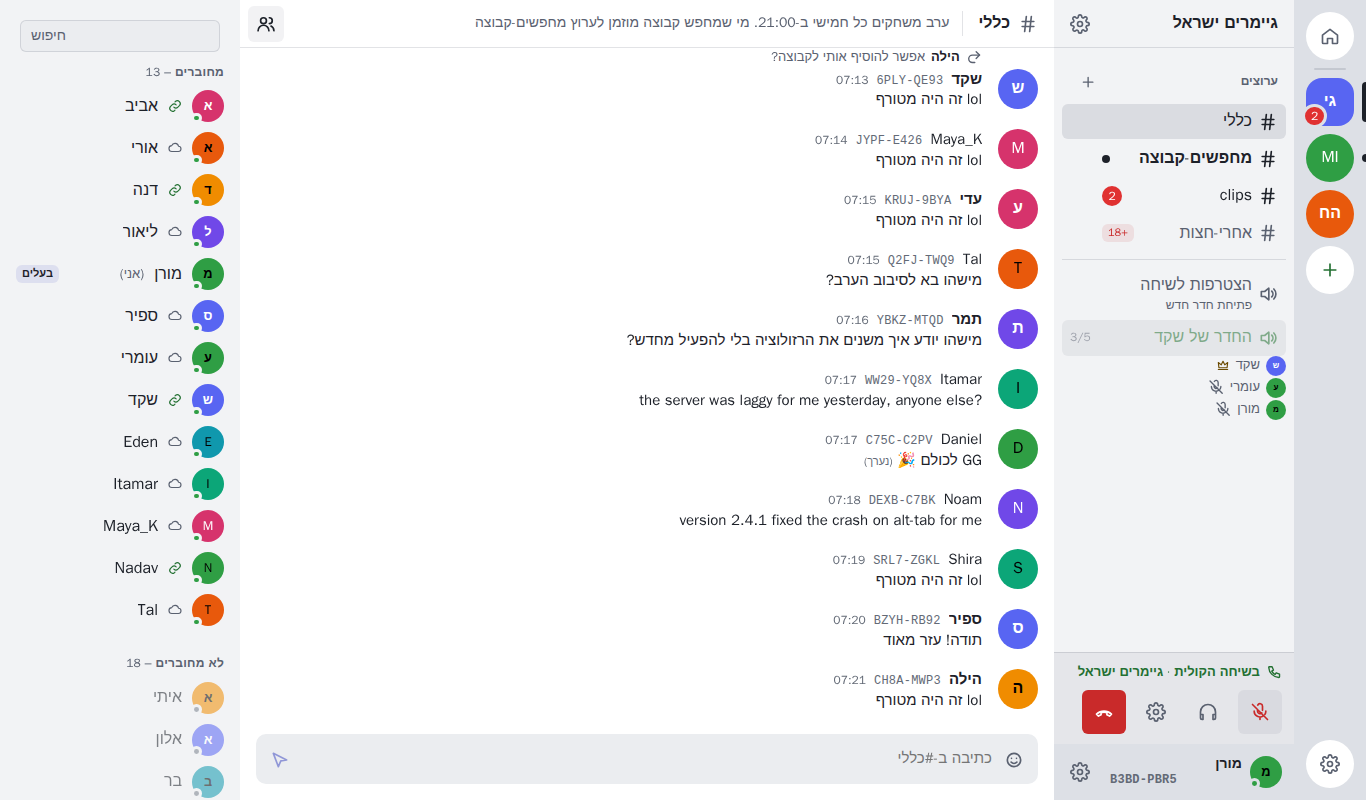 גי
2
MI
הח
גיימרים ישראל
ערוצים
כללי
מחפשים-קבוצה
clips
2
אחרי-חצות
18+
הצטרפות לשיחה
פתיחת חדר חדש
החדר של שקד
3/5
ש שקד
ע עומרי
מ מורן
בשיחה הקולית · גיימרים ישראל
מ
מורן
B3BD-PBR5
כללי
ערב משחקים כל חמישי ב-21:00. מי שמחפש קבוצה מוזמן לערוץ מחפשים-קבוצה
הילה אפשר להוסיף אותי לקבוצה?
ש
שקד 6PLY-QE93 07:13
lol זה היה מטורף
M
Maya_K JYPF-E426 07:14
lol זה היה מטורף
ע
עדי KRUJ-9BYA 07:15
lol זה היה מטורף
T
Tal Q2FJ-TWQ9 07:15
מישהו בא לסיבוב הערב?
ת
תמר YBKZ-MTQD 07:16
מישהו יודע איך משנים את הרזולוציה בלי להפעיל מחדש?
I
Itamar WW29-YQ8X 07:17
the server was laggy for me yesterday, anyone else?
D
Daniel C75C-C2PV 07:17
GG לכולם 🎉 (נערך)
N
Noam DEXB-C7BK 07:18
version 2.4.1 fixed the crash on alt-tab for me
S
Shira SRL7-ZGKL 07:19
lol זה היה מטורף
ס
ספיר BZYH-RB92 07:20
תודה! עזר מאוד
ה
הילה CH8A-MWP3 07:21
lol זה היה מטורף
כתיבה ב-#כללי
חיפוש
מחוברים – 13
א אביב
א אורי
ד דנה
ל ליאור
מ מורן (אני) בעלים
ס ספיר
ע עומרי
ש שקד
E Eden
I Itamar
M Maya_K
N Nadav
T Tal
לא מחוברים – 18
א איתי
א אלון
ב בר